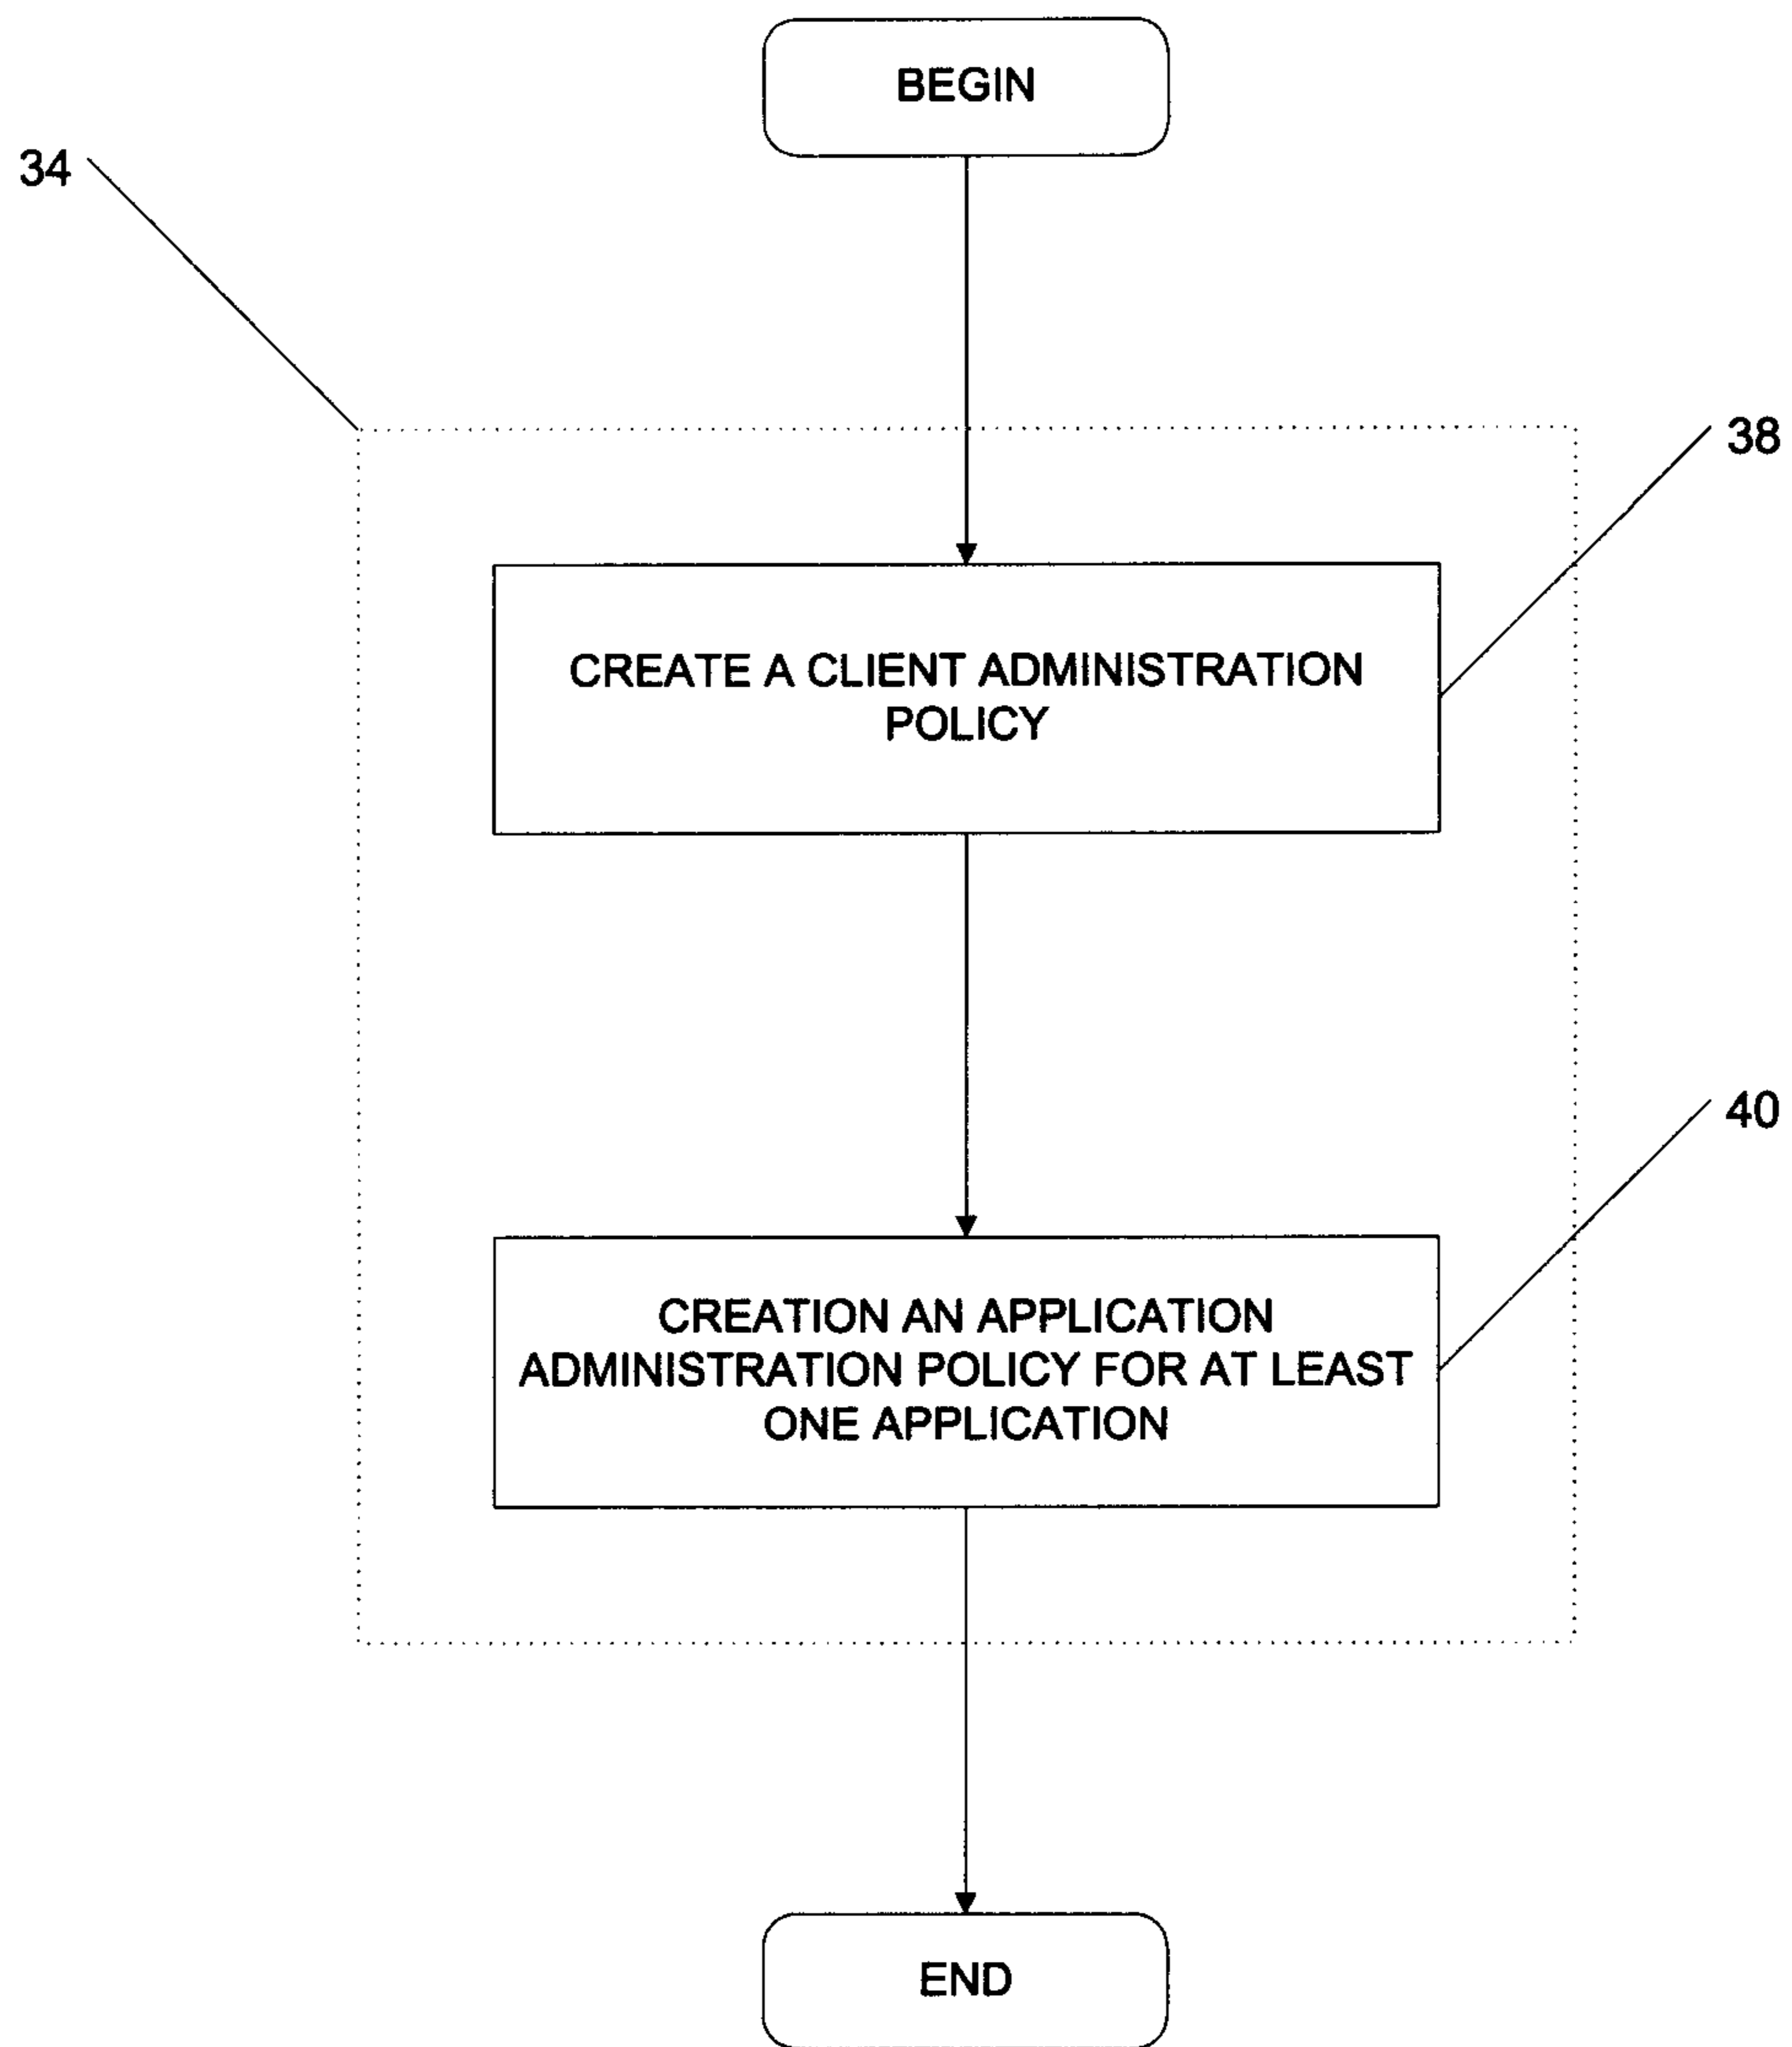 BEGIN
34
38
CREATE A CLIENT ADMINISTRATION
POLICY
40
CREATION AN APPLICATION
ADMINISTRATION POLICY FOR AT LEAST
ONE APPLICATION
END